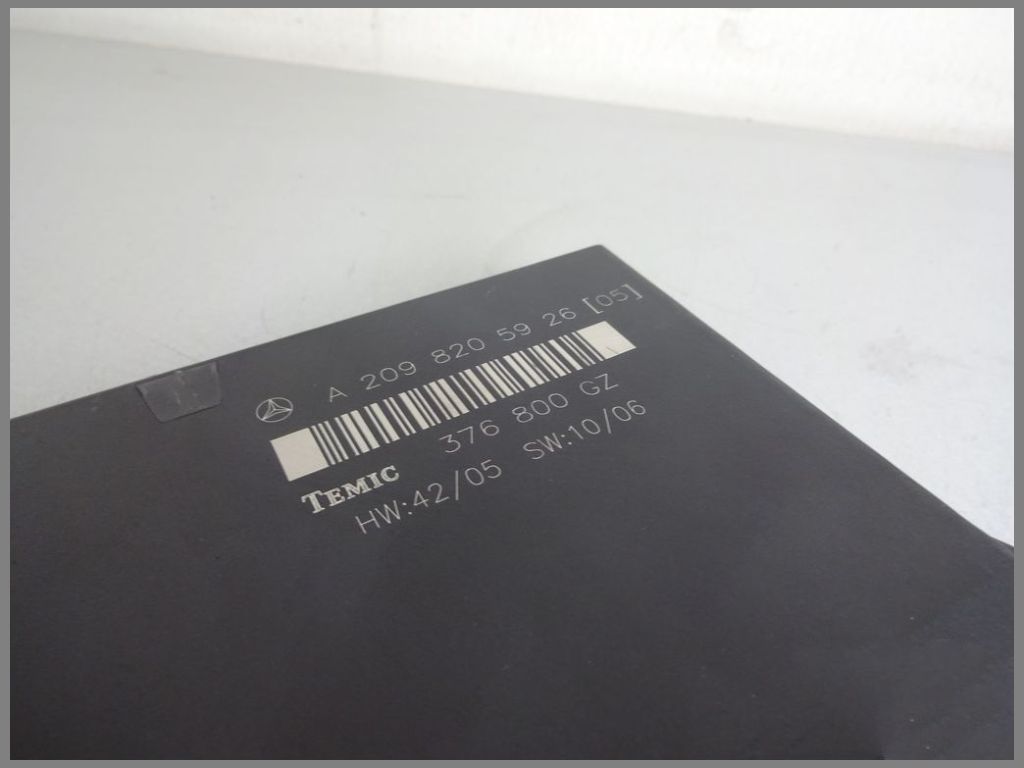 A 209 820 59 26 [05]
TEMIC 376 800 GZ
HW:42/05 SW:10/06